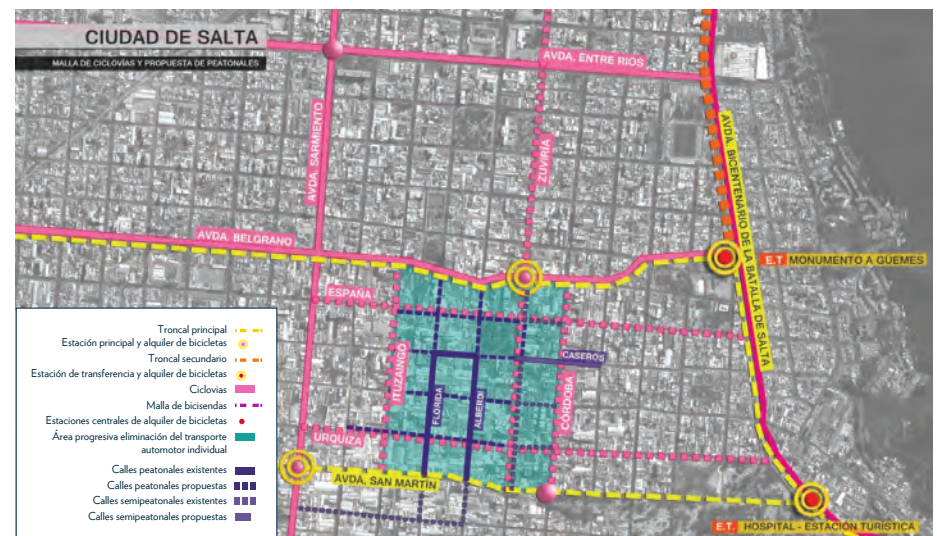 CIUDAD DE SALTA
MALLA DE CICLOVÍAS Y PROPUESTA DE PEATONALES
AVDA. ENTRE RIOS
AVDA. SARMIENTO
ZUVIRÍA
AVDA. BICENTENARIO DE LA BATALLA DE SALTA
AVDA. BELGRANO
E.T MONUMENTO A GÜEMES
ESPAÑA
ITUZAINGO
FLORIDA
ALBERDI
CASEROS
CÓRDOBA
URQUIZA
AVDA. SAN MARTÍN
E.T. HOSPITAL - ESTACIÓN TURÍSTICA
Troncal principal
Estación principal y alquiler de bicicletas
Troncal secundario
Estación de transferencia y alquiler de bicicletas
Ciclovias
Malla de bicisendas
Estaciones centrales de alquiler de bicicletas
Área progresiva eliminación del transporte
automotor individual
Calles peatonales existentes
Calles peatonales propuestas
Calles semipeatonales existentes
Calles semipeatonales propuestas